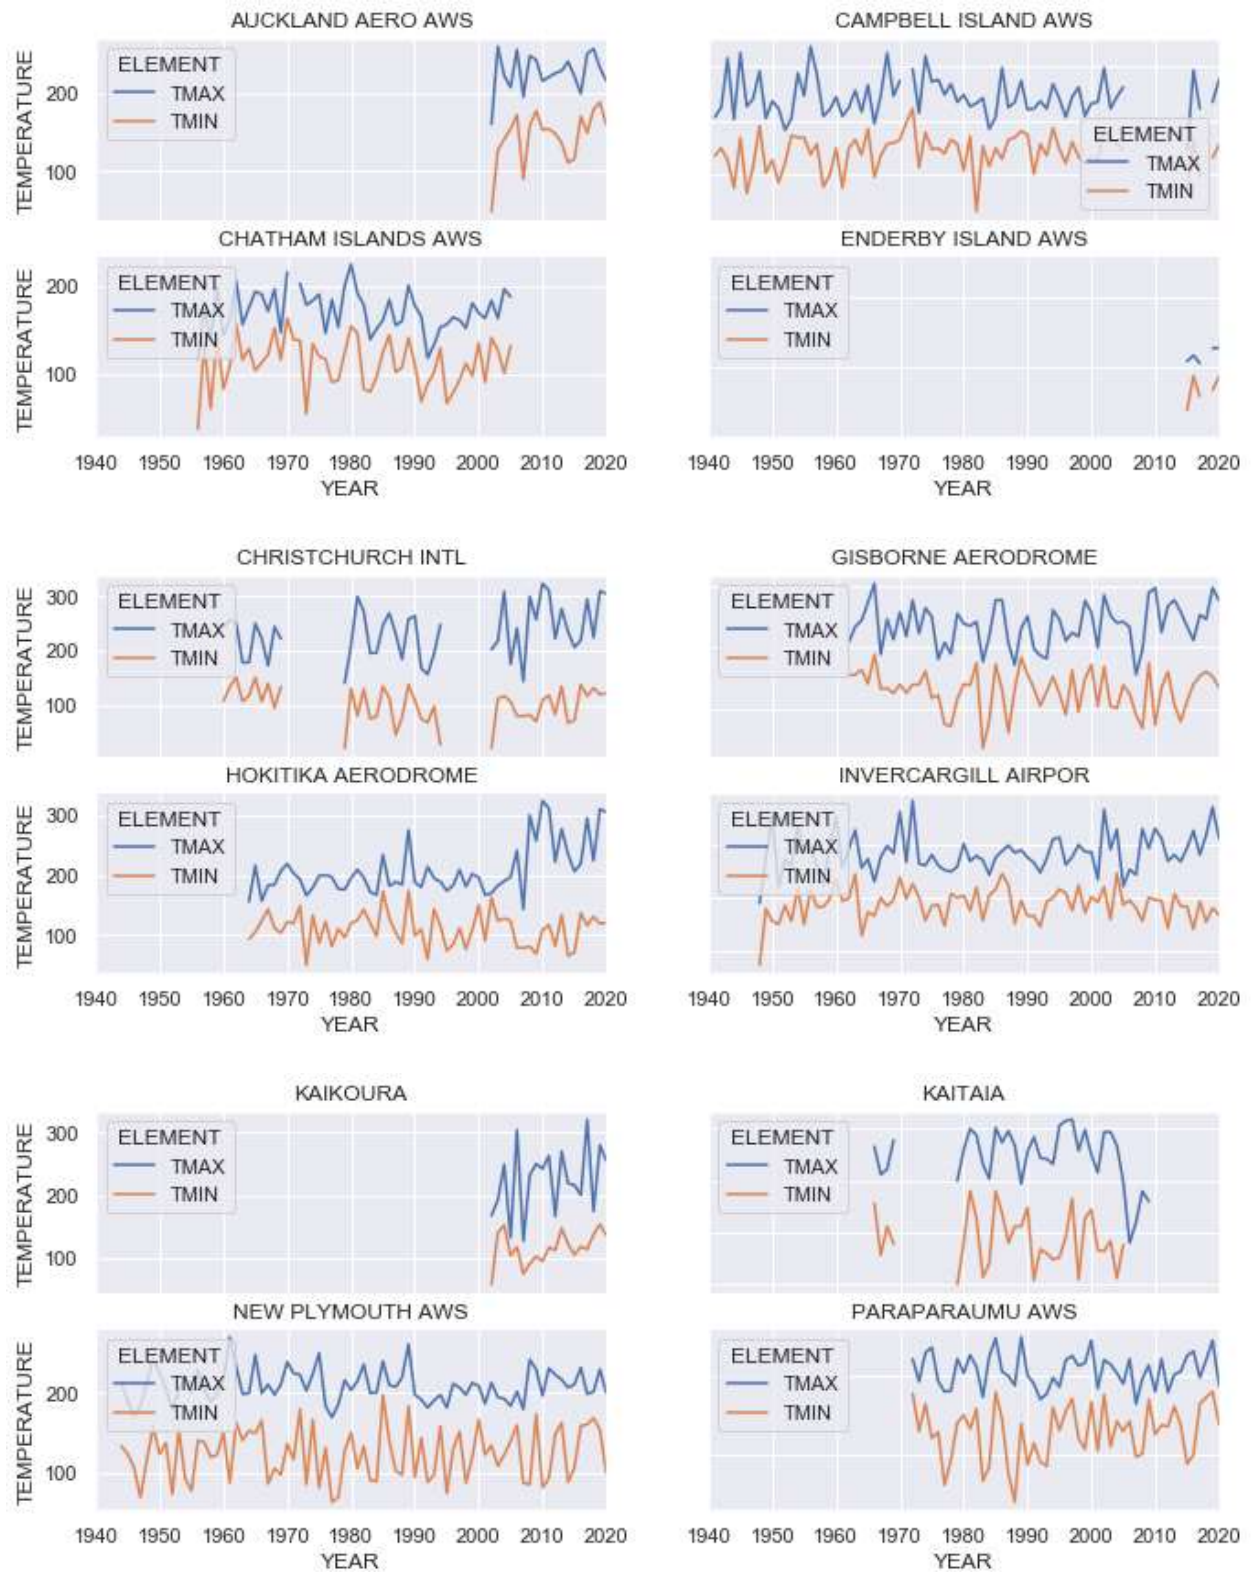 AUCKLAND AERO AWS
CAMPBELL ISLAND AWS
TEMPERATURE
200
100
ELEMENT
TMAX
TMIN
ELEMENT
TMAX
TMIN
CHATHAM ISLANDS AWS
ENDERBY ISLAND AWS
TEMPERATURE
200
100
ELEMENT
TMAX
TMIN
ELEMENT
TMAX
TMIN
1940 1950 1960 1970 1980 1990 2000 2010 2020
1940 1950 1960 1970 1980 1990 2000 2010 2020
YEAR
YEAR
CHRISTCHURCH INTL
GISBORNE AERODROME
TEMPERATURE
300
200
100
ELEMENT
TMAX
TMIN
ELEMENT
TMAX
TMIN
HOKITIKA AERODROME
INVERCARGILL AIRPOR
TEMPERATURE
300
200
100
ELEMENT
TMAX
TMIN
ELEMENT
TMAX
TMIN
1940 1950 1960 1970 1980 1990 2000 2010 2020
1940 1950 1960 1970 1980 1990 2000 2010 2020
YEAR
YEAR
KAIKOURA
KAITAIA
TEMPERATURE
300
200
100
ELEMENT
TMAX
TMIN
ELEMENT
TMAX
TMIN
NEW PLYMOUTH AWS
PARAPARAUMU AWS
TEMPERATURE
200
100
ELEMENT
TMAX
TMIN
ELEMENT
TMAX
TMIN
1940 1950 1960 1970 1980 1990 2000 2010 2020
1940 1950 1960 1970 1980 1990 2000 2010 2020
YEAR
YEAR